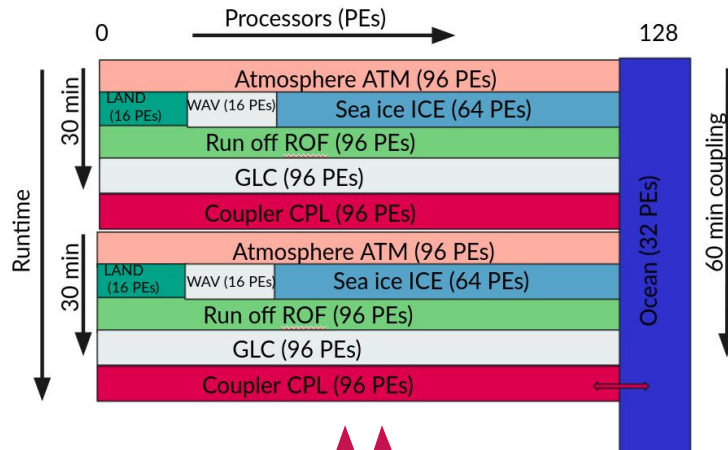 Processors (PEs)
0
128
Atmosphere ATM (96 PEs)
LAND
(16 PEs)
WAV (16 PEs)
Sea ice ICE (64 PEs)
Run off ROF (96 PEs)
GLC (96 PEs)
Coupler CPL (96 PEs)
Atmosphere ATM (96 PEs)
LAND
(16 PEs)
WAV (16 PEs)
Sea ice ICE (64 PEs)
Run off ROF (96 PEs)
GLC (96 PEs)
Coupler CPL (96 PEs)
Runtime
30 min
30 min
Ocean (32 PEs)
60 min coupling